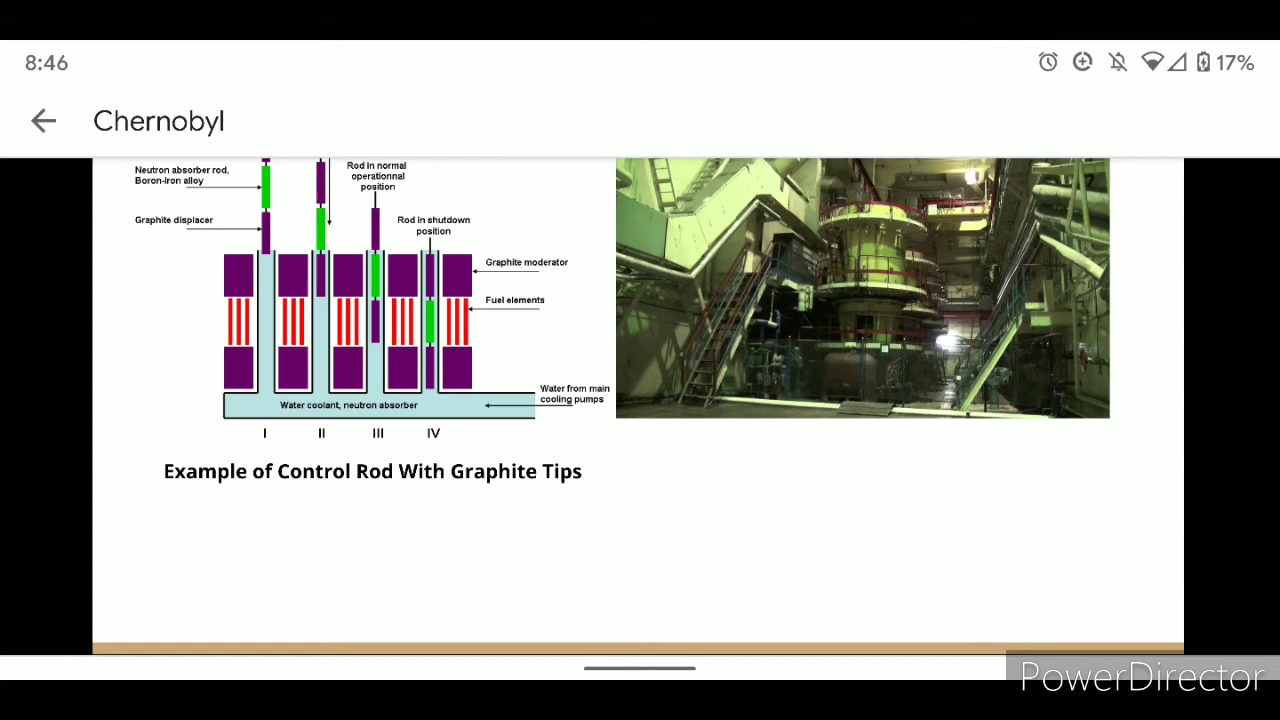 8:46
17%
Chernobyl
Neutron absorber rod,
Boron-Iron alloy
Graphite displacer
Rod in normal
operationnal
position
Rod in shutdown
position
Graphite moderator
Fuel elements
Water from main
cooling pumps
Water coolant, neutron absorber
I
II
III
IV
Example of Control Rod With Graphite Tips
PowerDirector